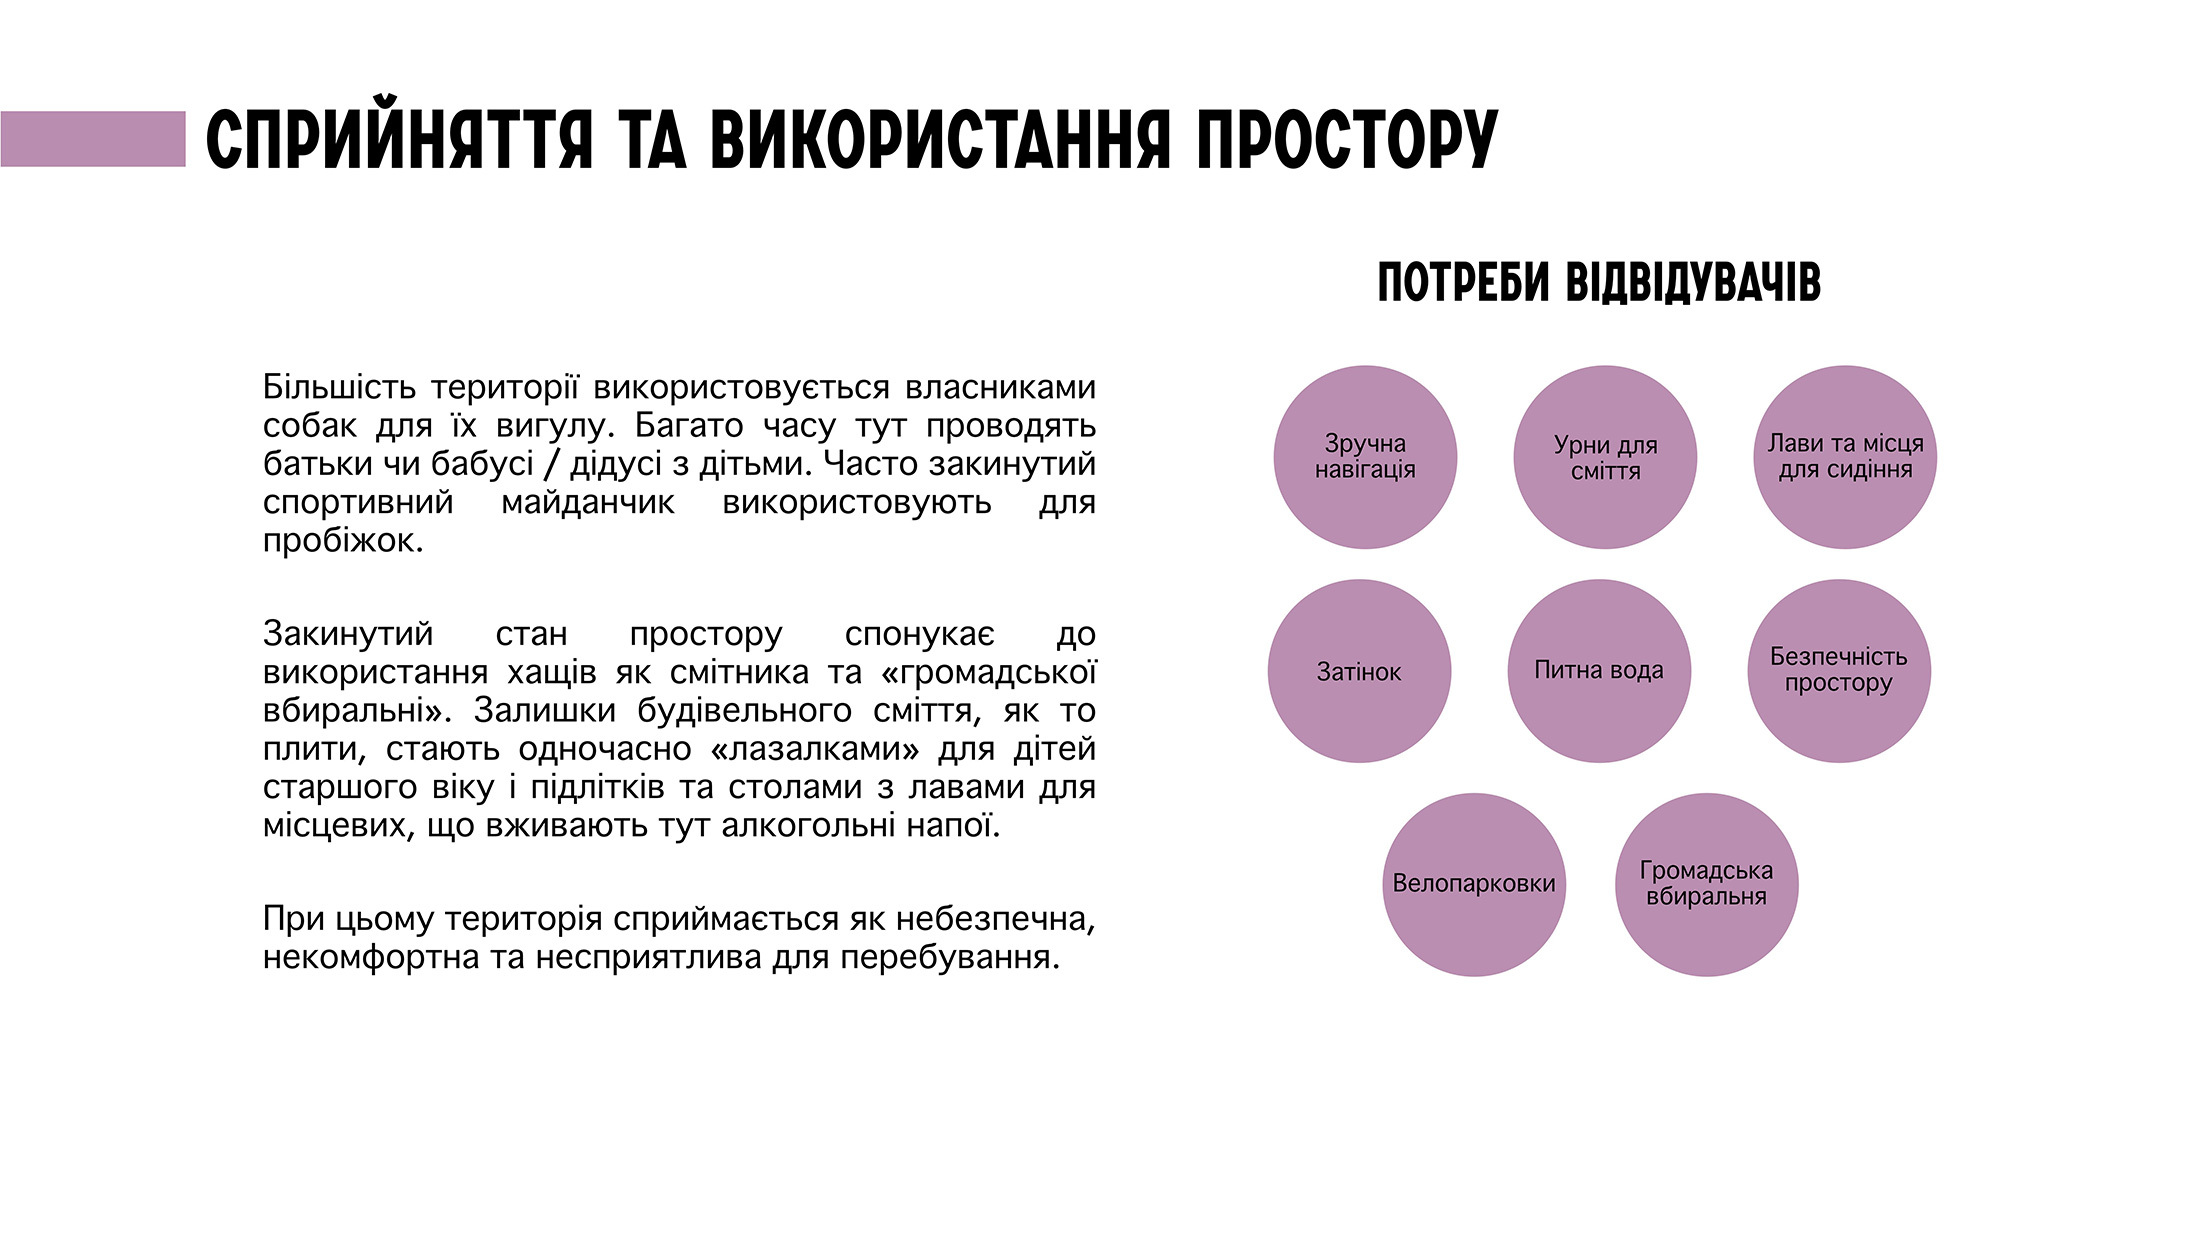 СПРИЙНЯТТЯ ТА ВИКОРИСТАННЯ ПРОСТОРУ
Більшість території використовується власниками
собак для їх вигулу. Багато часу тут проводять
батьки чи бабусі / дідусі з дітьми. Часто закинутий
спортивний майданчик використовують для
пробіжок.
Закинутий стан простору спонукає до
використання хащів як смітника та «громадської
вбиральні». Залишки будівельного сміття, як то
плити, стають одночасно «лазалками» для дітей
старшого віку і підлітків та столами з лавами для
місцевих, що вживають тут алкогольні напої.
При цьому територія сприймається як небезпечна,
некомфортна та несприятлива для перебування.
ПОТРЕБИ ВІДВІДУВАЧІВ
Зручна
навігація
Урни для
сміття
Лави та місця
для сидіння
Затінок
Питна вода
Безпечність
простору
Велопарковки
Громадська
вбиральня